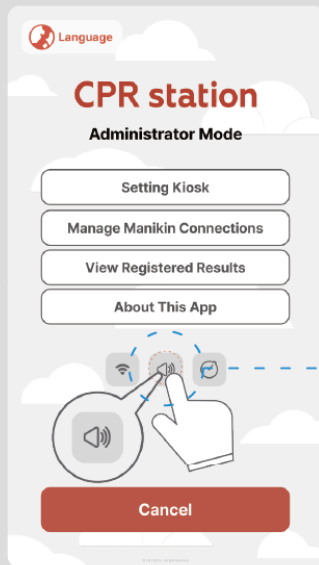 Language
CPR station
Administrator Mode
Setting Kiosk
Manage Manikin Connections
View Registered Results
About This App
Cancel